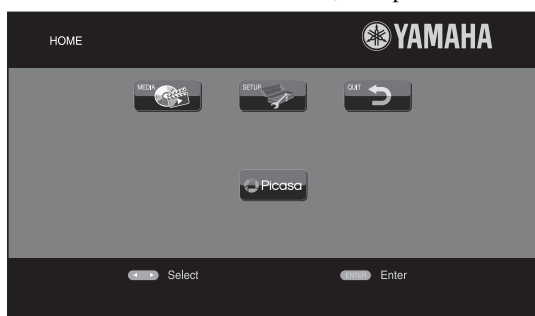 HOME
YAMAHA
MEDIA
SETUP
QUIT
Picasa
Select
ENTER Enter